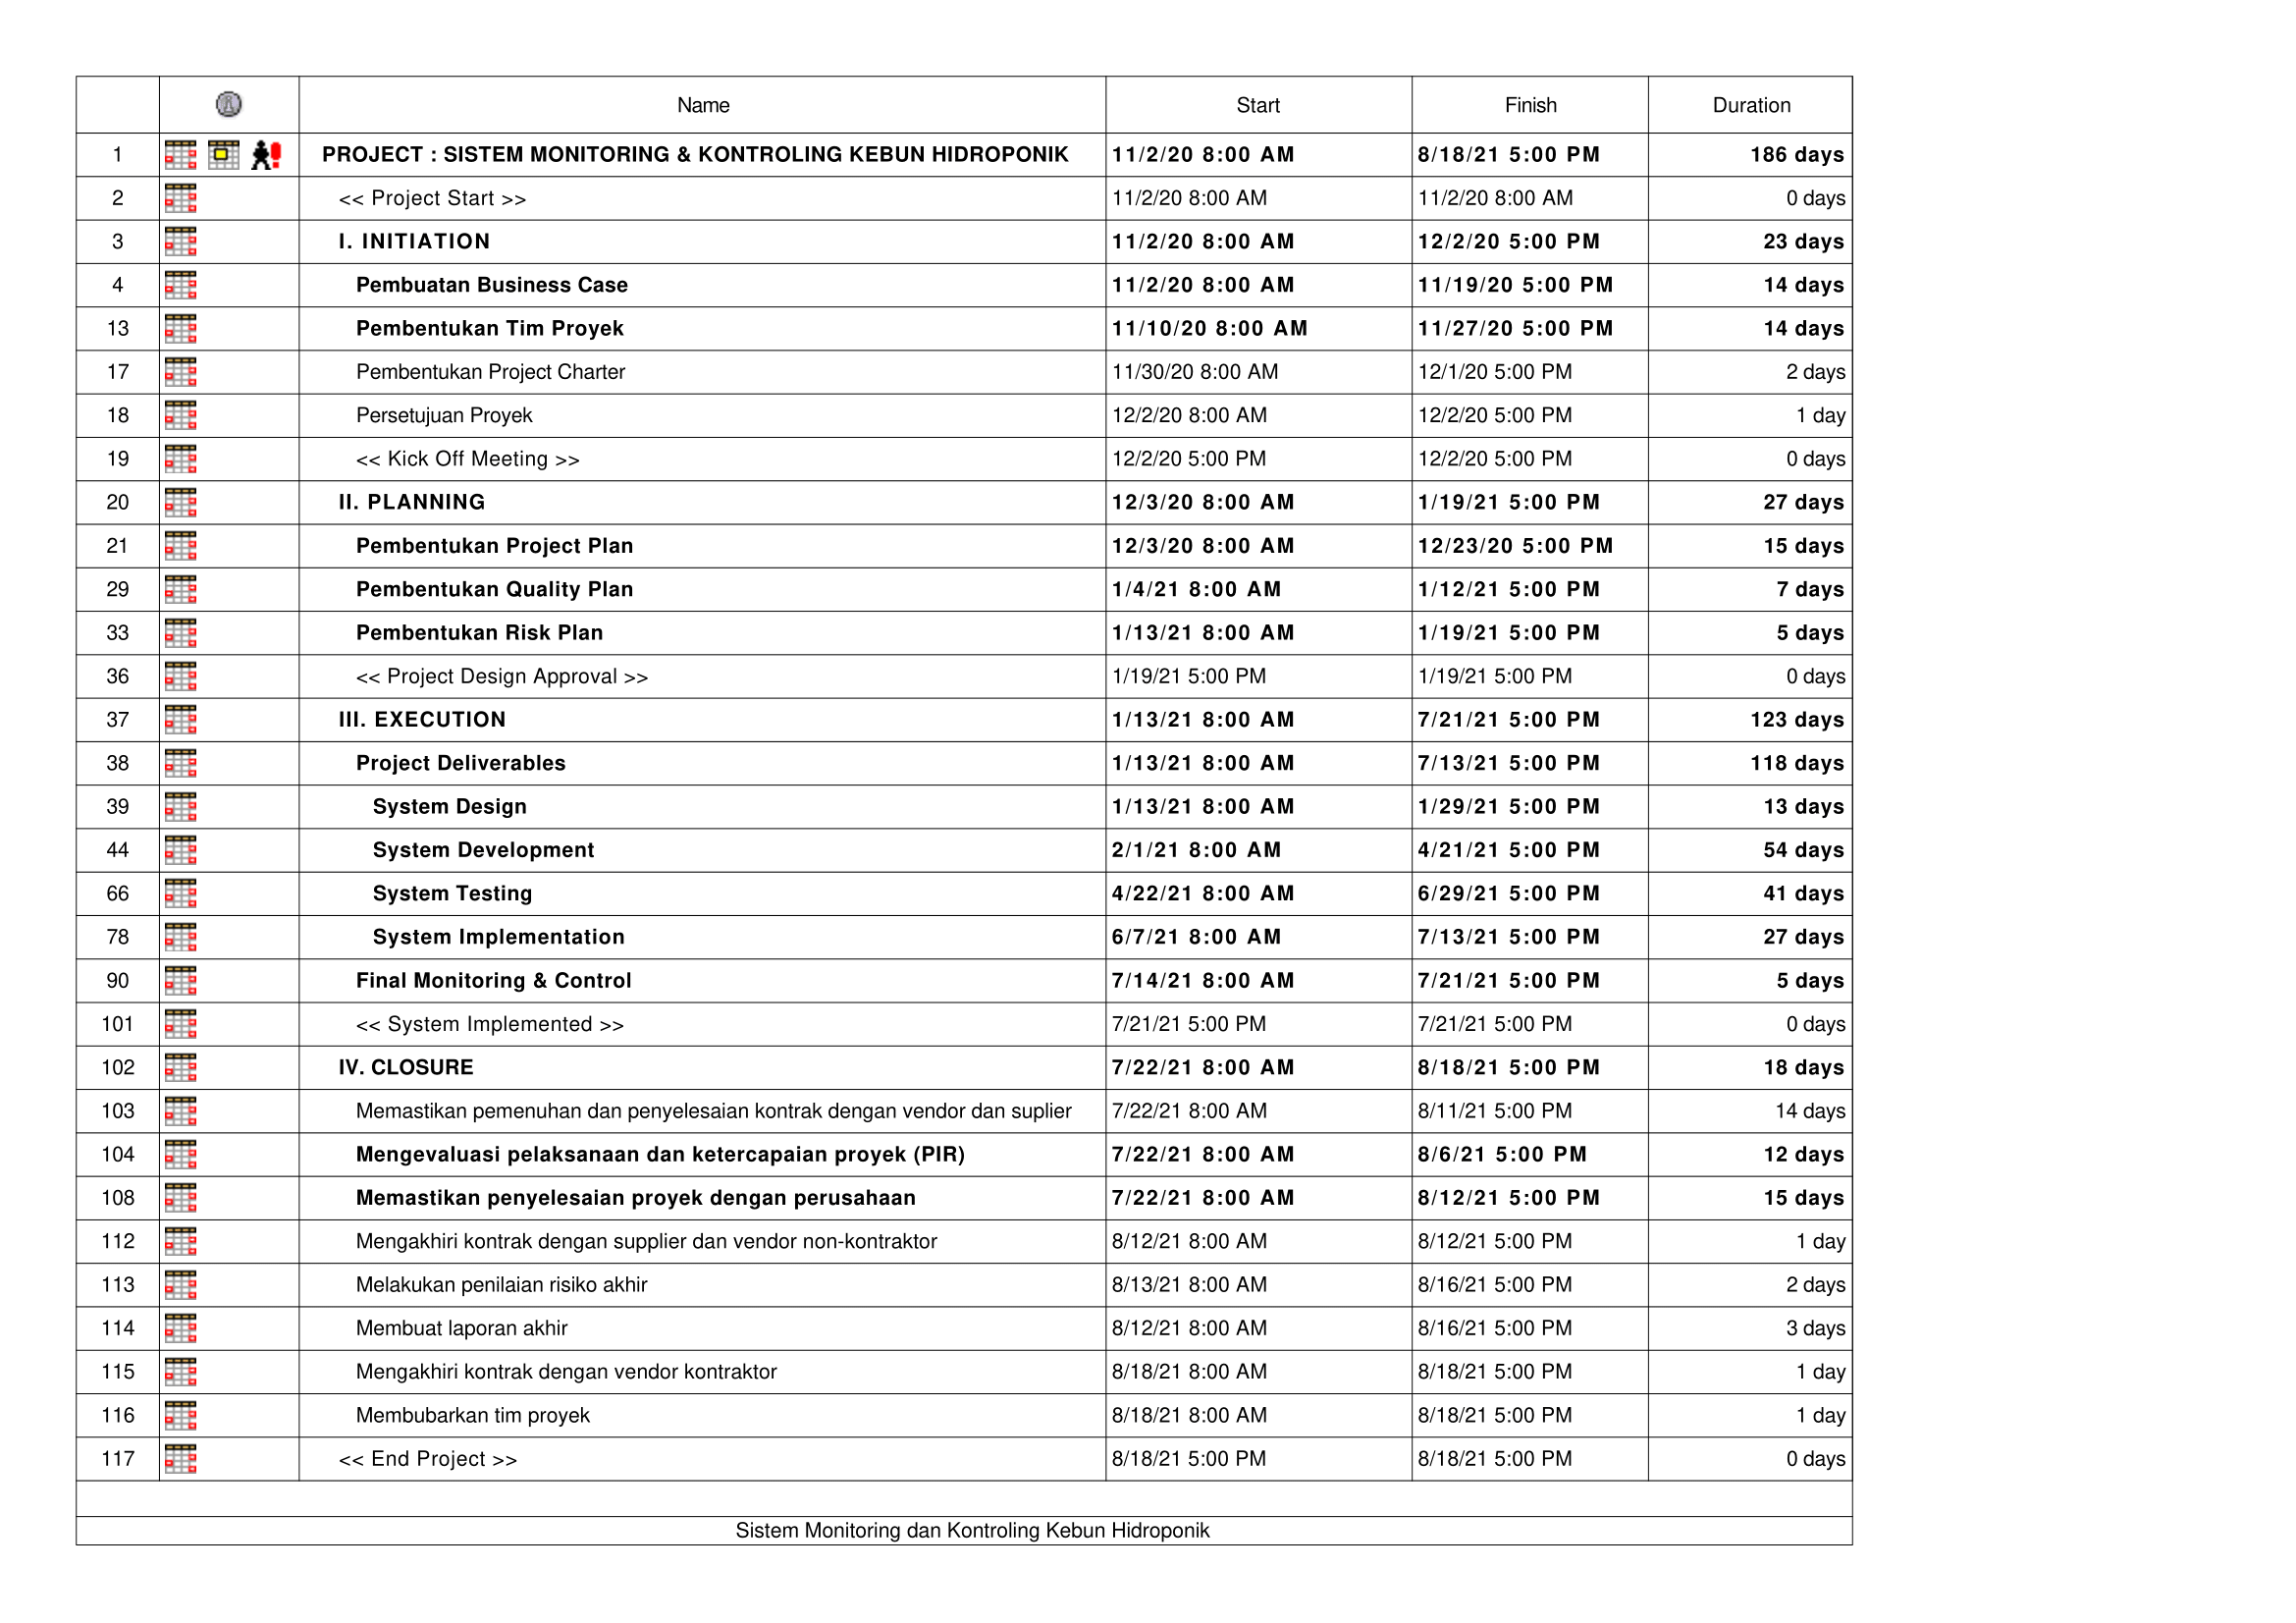 Name Start Finish Duration
1 PROJECT : SISTEM MONITORING & KONTROLING KEBUN HIDROPONIK 11/2/20 8:00 AM 8/18/21 5:00 PM 186 days
2 << Project Start >> 11/2/20 8:00 AM 11/2/20 8:00 AM 0 days
3 I. INITIATION 11/2/20 8:00 AM 12/2/20 5:00 PM 23 days
4 Pembuatan Business Case 11/2/20 8:00 AM 11/19/20 5:00 PM 14 days
13 Pembentukan Tim Proyek 11/10/20 8:00 AM 11/27/20 5:00 PM 14 days
17 Pembentukan Project Charter 11/30/20 8:00 AM 12/1/20 5:00 PM 2 days
18 Persetujuan Proyek 12/2/20 8:00 AM 12/2/20 5:00 PM 1 day
19 << Kick Off Meeting >> 12/2/20 5:00 PM 12/2/20 5:00 PM 0 days
20 II. PLANNING 12/3/20 8:00 AM 1/19/21 5:00 PM 27 days
21 Pembentukan Project Plan 12/3/20 8:00 AM 12/23/20 5:00 PM 15 days
29 Pembentukan Quality Plan 1/4/21 8:00 AM 1/12/21 5:00 PM 7 days
33 Pembentukan Risk Plan 1/13/21 8:00 AM 1/19/21 5:00 PM 5 days
36 << Project Design Approval >> 1/19/21 5:00 PM 1/19/21 5:00 PM 0 days
37 III. EXECUTION 1/13/21 8:00 AM 7/21/21 5:00 PM 123 days
38 Project Deliverables 1/13/21 8:00 AM 7/13/21 5:00 PM 118 days
39 System Design 1/13/21 8:00 AM 1/29/21 5:00 PM 13 days
44 System Development 2/1/21 8:00 AM 4/21/21 5:00 PM 54 days
66 System Testing 4/22/21 8:00 AM 6/29/21 5:00 PM 41 days
78 System Implementation 6/7/21 8:00 AM 7/13/21 5:00 PM 27 days
90 Final Monitoring & Control 7/14/21 8:00 AM 7/21/21 5:00 PM 5 days
101 << System Implemented >> 7/21/21 5:00 PM 7/21/21 5:00 PM 0 days
102 IV. CLOSURE 7/22/21 8:00 AM 8/18/21 5:00 PM 18 days
103 Memastikan pemenuhan dan penyelesaian kontrak dengan vendor dan suplier 7/22/21 8:00 AM 8/11/21 5:00 PM 14 days
104 Mengevaluasi pelaksanaan dan ketercapaian proyek (PIR) 7/22/21 8:00 AM 8/6/21 5:00 PM 12 days
108 Memastikan penyelesaian proyek dengan perusahaan 7/22/21 8:00 AM 8/12/21 5:00 PM 15 days
112 Mengakhiri kontrak dengan supplier dan vendor non-kontraktor 8/12/21 8:00 AM 8/12/21 5:00 PM 1 day
113 Melakukan penilaian risiko akhir 8/13/21 8:00 AM 8/16/21 5:00 PM 2 days
114 Membuat laporan akhir 8/12/21 8:00 AM 8/16/21 5:00 PM 3 days
115 Mengakhiri kontrak dengan vendor kontraktor 8/18/21 8:00 AM 8/18/21 5:00 PM 1 day
116 Membubarkan tim proyek 8/18/21 8:00 AM 8/18/21 5:00 PM 1 day
117 << End Project >> 8/18/21 5:00 PM 8/18/21 5:00 PM 0 days
Sistem Monitoring dan Kontroling Kebun Hidroponik